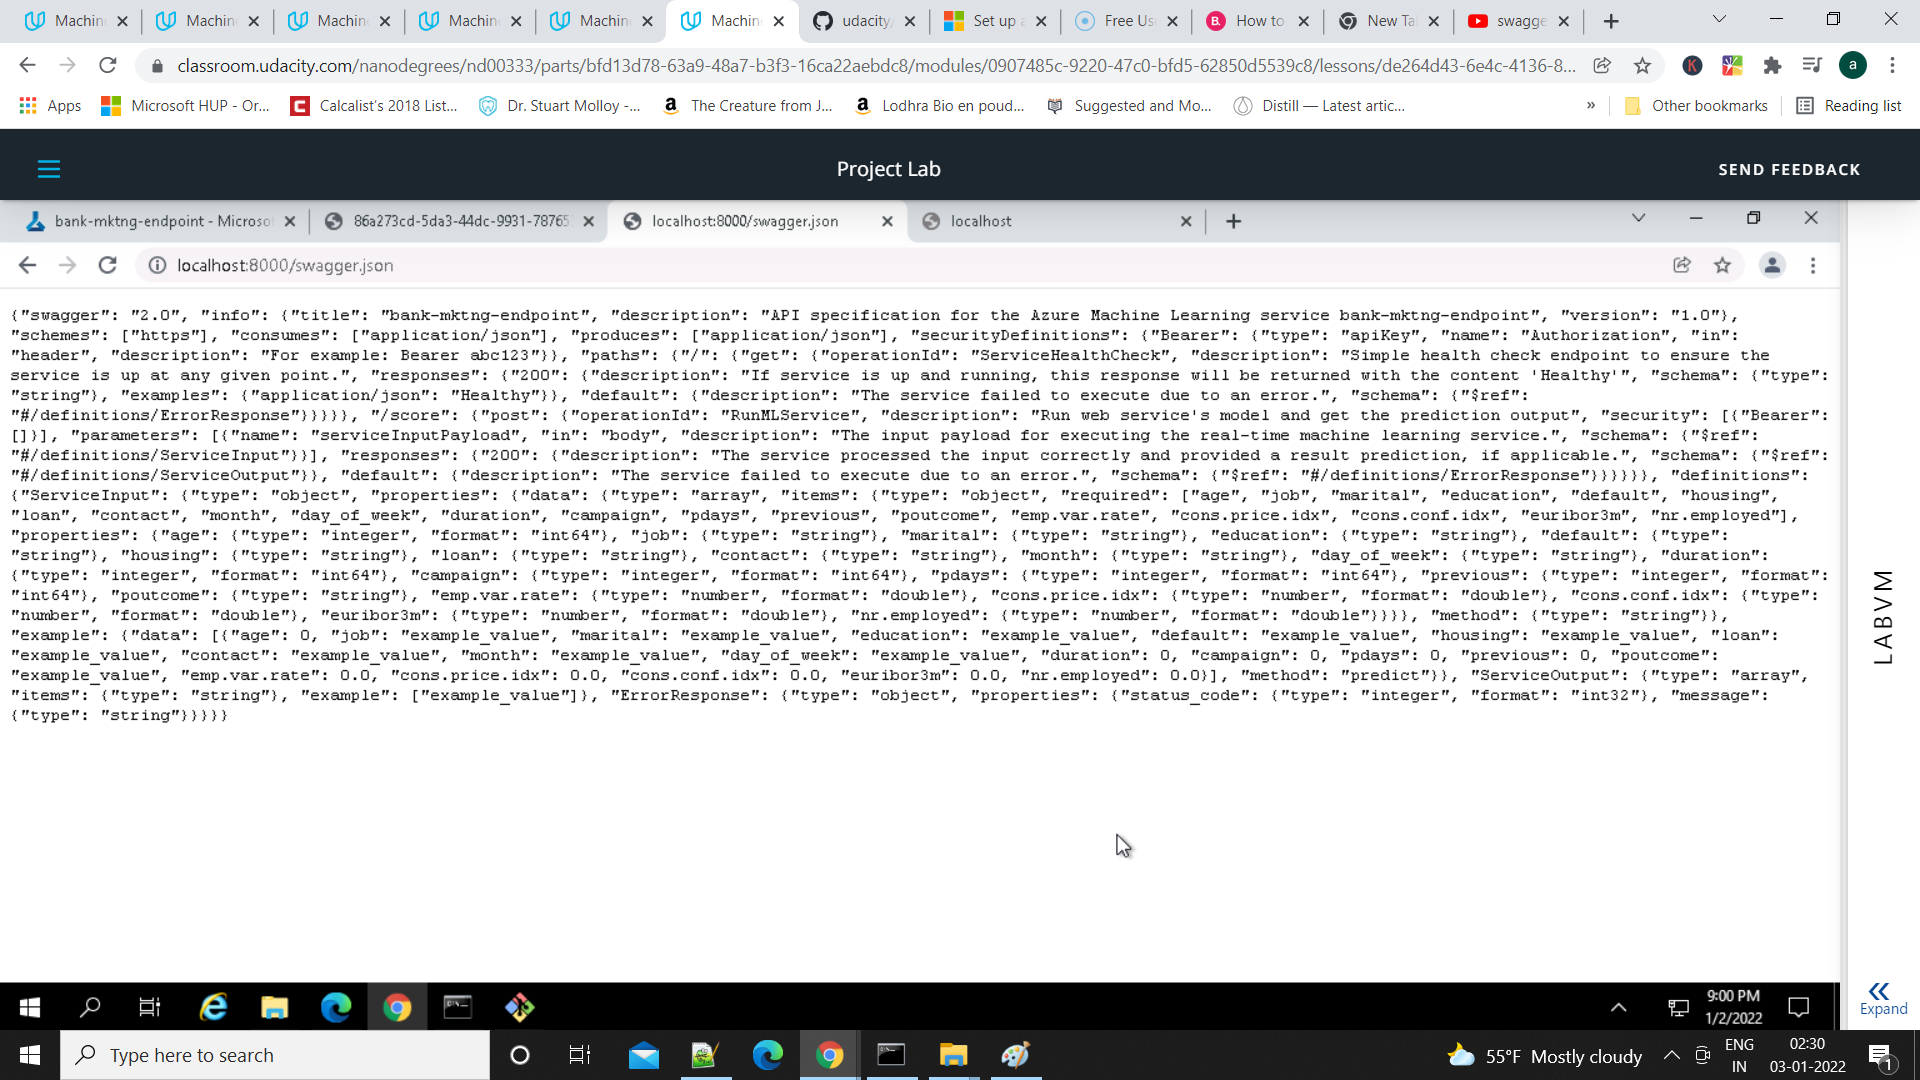 Machin
Machin
Machin
Machin
Machin
Machin
udacity/
Set up a
Free Us
B. How to
New Ta
swagge
classroom.udacity.com/nanodegrees/nd00333/parts/bfd13d78-63a9-48a7-b3f3-16ca22aebdc8/modules/0907485c-9220-47c0-bfd5-62850d5539c8/lessons/de264d43-6e4c-4136-8...
K
a
Apps
Microsoft HUP - Or...
Calcalist's 2018 List...
Dr. Stuart Molloy -...
The Creature from J...
Lodhra Bio en poud...
Suggested and Mo...
Distill — Latest artic...
»
Other bookmarks
Reading list
Project Lab
SEND FEEDBACK
bank-mktng-endpoint - Microsof
86a273cd-5da3-44dc-9931-78765
localhost:8000/swagger.json
localhost
localhost:8000/swagger.json
{"swagger": "2.0", "info": {"title": "bank-mktng-endpoint", "description": "API specification for the Azure Machine Learning service bank-mktng-endpoint", "version": "1.0"},
"schemes": ["https"], "consumes": ["application/json"], "produces": ["application/json"], "securityDefinitions": {"Bearer": {"type": "apiKey", "name": "Authorization", "in":
"header", "description": "For example: Bearer abc123"}}, "paths": {"/": {"get": {"operationId": "ServiceHealthCheck", "description": "Simple health check endpoint to ensure the
service is up at any given point.", "responses": {"200": {"description": "If service is up and running, this response will be returned with the content 'Healthy'", "schema": {"type":
"string"}, "examples": {"application/json": "Healthy"}}, "default": {"description": "The service failed to execute due to an error.", "schema": {"$ref":
"#/definitions/ErrorResponse"}}}}}, "/score": {"post": {"operationId": "RunMLService", "description": "Run web service's model and get the prediction output", "security": [{"Bearer":
[]}], "parameters": [{"name": "serviceInputPayload", "in": "body", "description": "The input payload for executing the real-time machine learning service.", "schema": {"$ref":
"#/definitions/ServiceInput"}}], "responses": {"200": {"description": "The service processed the input correctly and provided a result prediction, if applicable.", "schema": {"$ref":
"#/definitions/ServiceOutput"}}, "default": {"description": "The service failed to execute due to an error.", "schema": {"$ref": "#/definitions/ErrorResponse"}}}}}}, "definitions":
{"ServiceInput": {"type": "object", "properties": {"data": {"type": "array", "items": {"type": "object", "required": ["age", "job", "marital", "education", "default", "housing",
"loan", "contact", "month", "day_of_week", "duration", "campaign", "pdays", "previous", "poutcome", "emp.var.rate", "cons.price.idx", "cons.conf.idx", "euribor3m", "nr.employed"],
"properties": {"age": {"type": "integer", "format": "int64"}, "job": {"type": "string"}, "marital": {"type": "string"}, "education": {"type": "string"}, "default": {"type":
"string"}, "housing": {"type": "string"}, "loan": {"type": "string"}, "contact": {"type": "string"}, "month": {"type": "string"}, "day_of_week": {"type": "string"}, "duration":
{"type": "integer", "format": "int64"}, "campaign": {"type": "integer", "format": "int64"}, "pdays": {"type": "integer", "format": "int64"}, "previous": {"type": "integer", "format":
"int64"}, "poutcome": {"type": "string"}, "emp.var.rate": {"type": "number", "format": "double"}, "cons.price.idx": {"type": "number", "format": "double"}, "cons.conf.idx": {"type":
"number", "format": "double"}, "euribor3m": {"type": "number", "format": "double"}, "nr.employed": {"type": "number", "format": "double"}}}}, "method": {"type": "string"}},
"example": {"data": [{"age": 0, "job": "example_value", "marital": "example_value", "education": "example_value", "default": "example_value", "housing": "example_value", "loan":
"example_value", "contact": "example_value", "month": "example_value", "day_of_week": "example_value", "duration": 0, "campaign": 0, "pdays": 0, "previous": 0, "poutcome":
"example_value", "emp.var.rate": 0.0, "cons.price.idx": 0.0, "cons.conf.idx": 0.0, "euribor3m": 0.0, "nr.employed": 0.0}], "method": "predict"}}, "ServiceOutput": {"type": "array",
"items": {"type": "string"}, "example": ["example_value"]}, "ErrorResponse": {"type": "object", "properties": {"status_code": {"type": "integer", "format": "int32"}, "message":
{"type": "string"}}}}}
LABVM
Expand
9:00 PM
1/2/2022
Type here to search
55°F Mostly cloudy
ENG
IN
02:30
03-01-2022
1